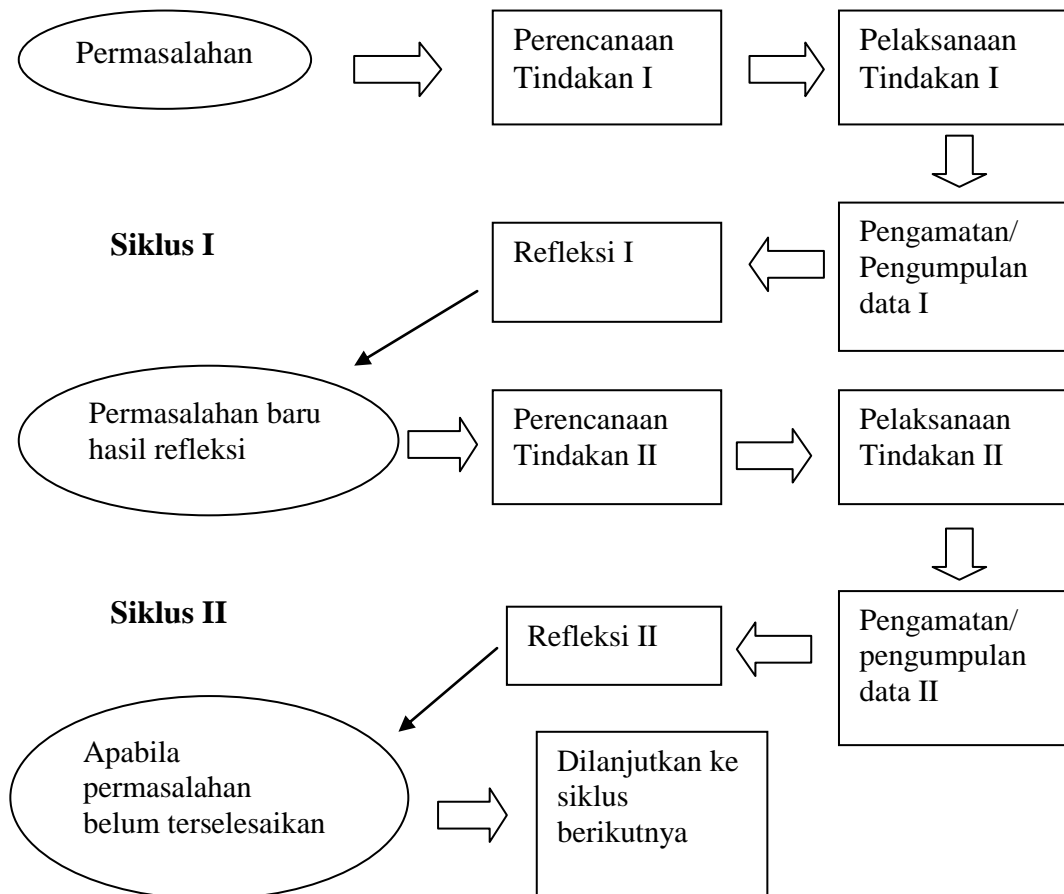 Permasalahan
Perencanaan
Tindakan I
Pelaksanaan
Tindakan I
Siklus I
Refleksi I
Pengamatan/
Pengumpulan
data I
Permasalahan baru
hasil refleksi
Perencanaan
Tindakan II
Pelaksanaan
Tindakan II
Siklus II
Refleksi II
Pengamatan/
pengumpulan
data II
Apabila
permasalahan
belum terselesaikan
Dilanjutkan ke
siklus
berikutnya